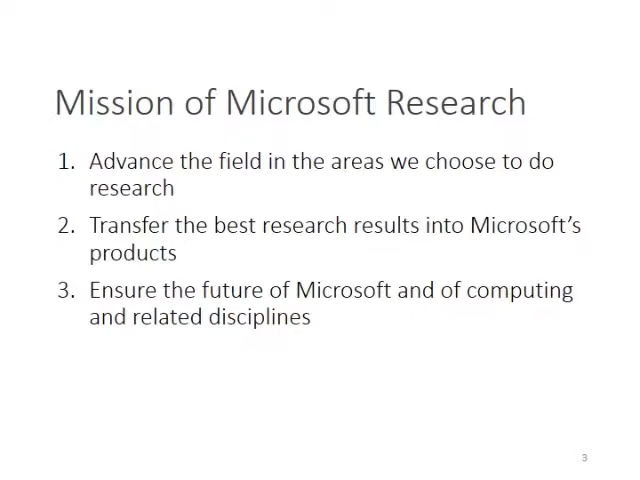 Mission of Microsoft Research
1. Advance the field in the areas we choose to do
research
2. Transfer the best research results into Microsoft's
products
3. Ensure the future of Microsoft and of computing
and related disciplines
3